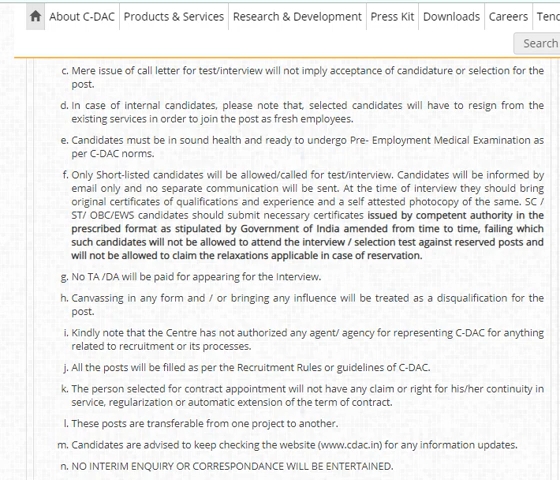 About C-DAC Products & Services Research & Development Press Kit Downloads Careers
Search
c. Mere issue of call letter for test/interview will not imply acceptance of candidature or selection for the
post.
d. In case of internal candidates, please note that, selected candidates will have to resign from the
existing services in order to join the post as fresh employees.
e. Candidates must be in sound health and ready to undergo Pre- Employment Medical Examination as
per C-DAC norms.
f. Only Short-listed candidates will be allowed/called for test/interview. Candidates will be informed by
email only and no separate communication will be sent. At the time of interview they should bring
original certificates of qualifications and experience and a self attested photocopy of the same. SC /
ST/ OBC/EWS candidates should submit necessary certificates issued by competent authority in the
prescribed format as stipulated by Government of India amended from time to time, failing which
such candidates will not be allowed to attend the interview / selection test against reserved posts and
will not be allowed to claim the relaxations applicable in case of reservation.
g. No TA /DA will be paid for appearing for the Interview.
h. Canvassing in any form and / or bringing any influence will be treated as a disqualification for the
post.
i. Kindly note that the Centre has not authorized any agent/ agency for representing C-DAC for anything
related to recruitment or its processes.
j. All the posts will be filled as per the Recruitment Rules or guidelines of C-DAC.
k. The person selected for contract appointment will not have any claim or right for his/her continuity in
service, regularization or automatic extension of the term of contract.
l. These posts are transferable from one project to another.
m. Candidates are advised to keep checking the website (www.cdac.in) for any information updates.
n. NO INTERIM ENQUIRY OR CORRESPONDANCE WILL BE ENTERTAINED.